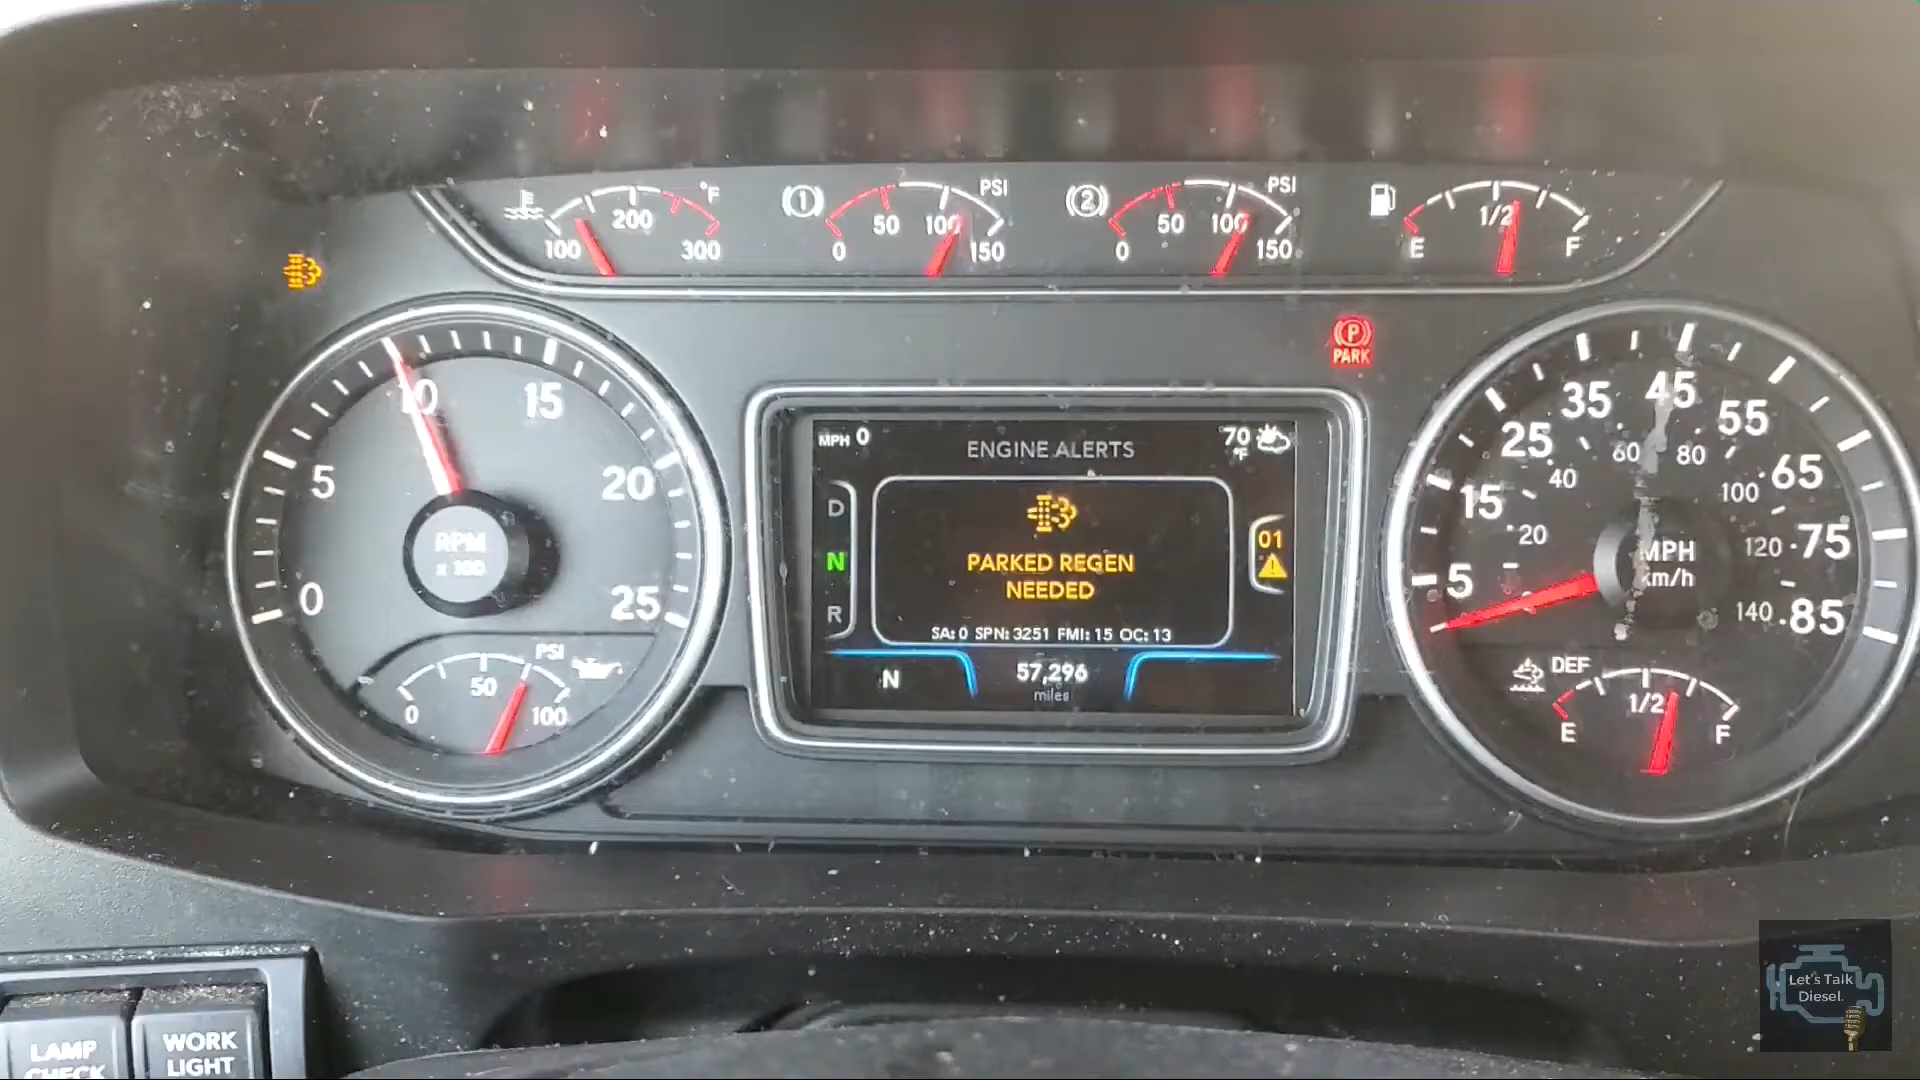 °F
200
100
300
1
PSI
50
100
0
150
2
PSI
50
100
0
150
1/2
E
F
P
PARK
5
10
15
20
0
25
RPM
x 100
PSI
50
0
100
MPH 0
ENGINE ALERTS
70
°F
D
N
R
PARKED REGEN
NEEDED
01
SA: 0 SPN: 3251 FMI: 15 OC: 13
N
57,296
miles
5
15
25
35
45
55
65
75
85
20
40
60
80
100
120
140
MPH
km/h
DEF
1/2
E
F
LAMP
CHECK
WORK
LIGHT
Let's Talk
Diesel